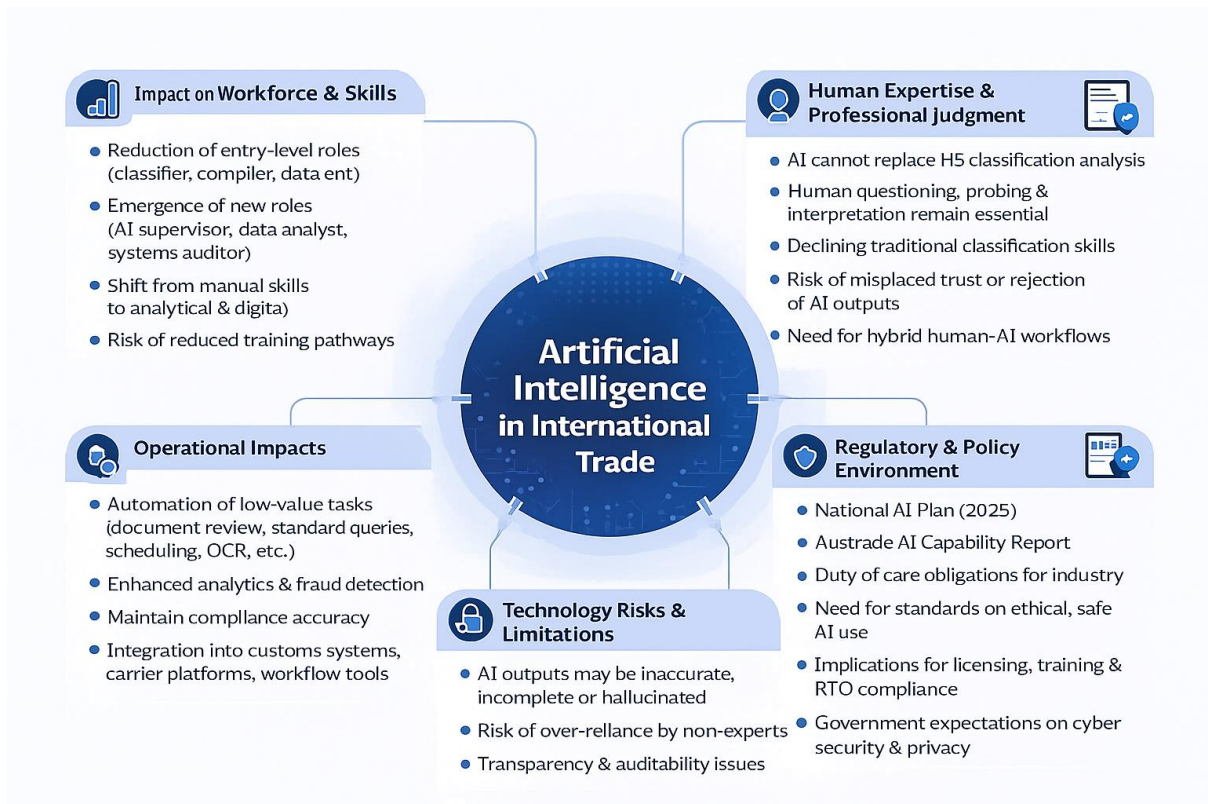 Impact on Workforce & Skills
• Reduction of entry-level roles
(classifier, compiler, data ent)
• Emergence of new roles
(AI supervisor, data analyst,
systems auditor)
• Shift from manual skills
to analytical & digita)
• Risk of reduced training pathways
Human Expertise &
Professional judgment
• AI cannot replace H5 classification analysis
• Human questioning, probing &
interpretation remain essential
• Declining traditional classification skills
• Risk of misplaced trust or rejection
of AI outputs
• Need for hybrid human-AI workflows
Artificial
Intelligence
in International
Trade
Operational Impacts
• Automation of low-value tasks
(document review, standard queries,
scheduling, OCR, etc.)
• Enhanced analytics & fraud detection
• Maintain compliance accuracy
• Integration into customs systems,
carrier platforms, workflow tools
Technology Risks &
Limitations
• AI outputs may be inaccurate,
incomplete or hallucinated
• Risk of over-rellance by non-experts
• Transparency & auditability issues
Regulatory & Policy
Environment
• National AI Plan (2025)
• Austrade AI Capability Report
• Duty of care obligations for industry
• Need for standards on ethical, safe
AI use
• Implications for licensing, training &
RTO compliance
• Government expectations on cyber
security & privacy